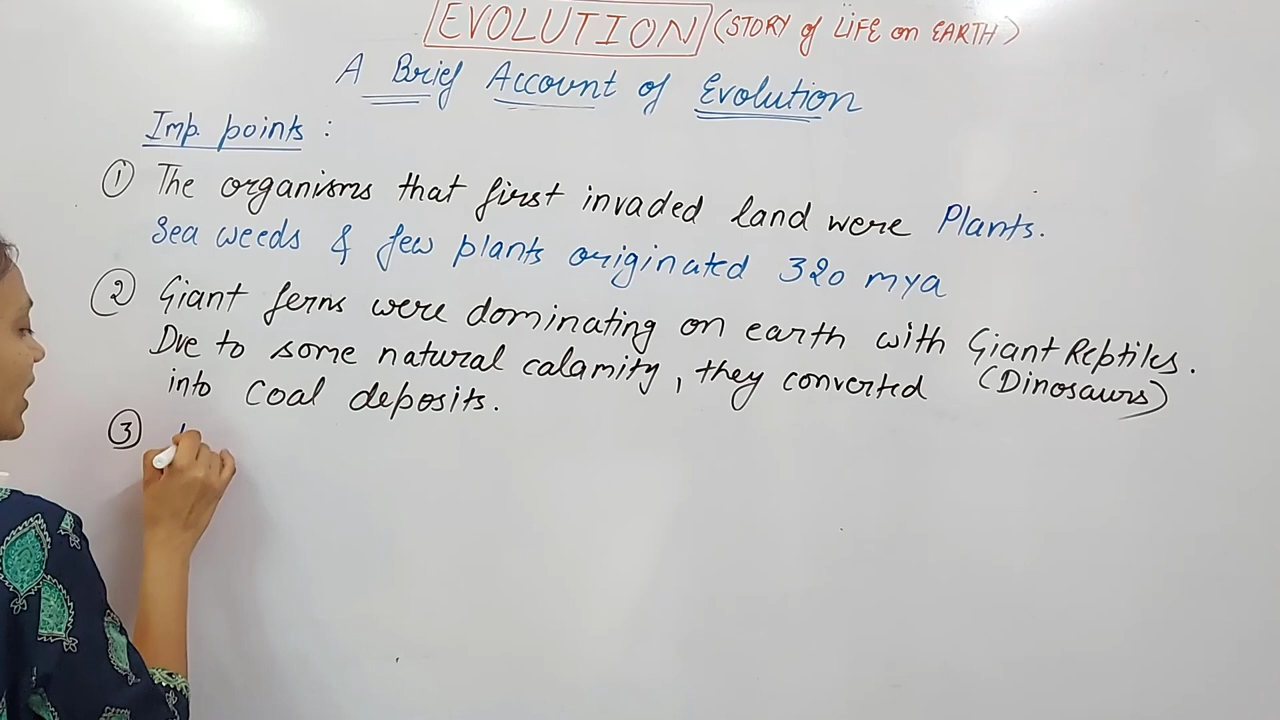 EVOLUTION (STORY of LIFE on EARTH)
A Brief Account of Evolution
Imp. points :
① The organisms that first invaded land were Plants.
Sea weeds & few plants originated 320 mya
② Giant ferns were dominating on earth with Giant Reptiles.
Due to some natural calamity, they converted (Dinosaurs)
into Coal deposits.
③